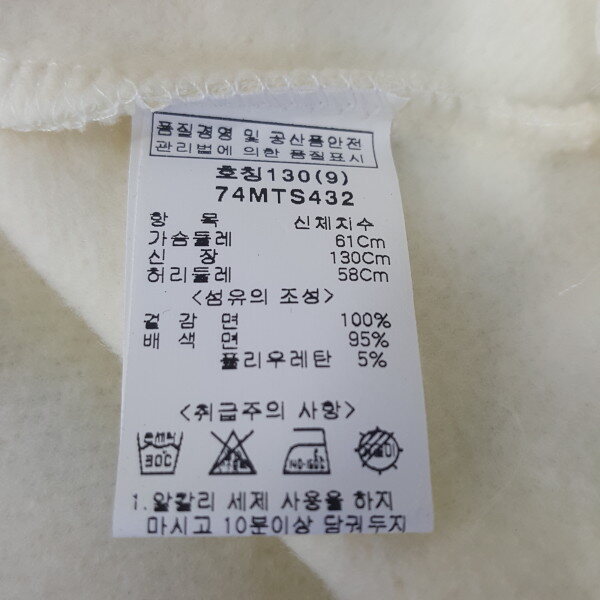 품질경영 및 공산품안전
관리법에 의한 품질표시
호칭130(9)
74MTS432
항 목 신체치수
가슴둘레 61Cm
신 장 130Cm
허리둘레 58Cm
<섬유의 조성>
겉 감 면 100%
배 색 면 95%
폴리우레탄 5%
<취급주의 사항>
30℃
1.알칼리 세제 사용을 하지
마시고 10분이상 담궈두지